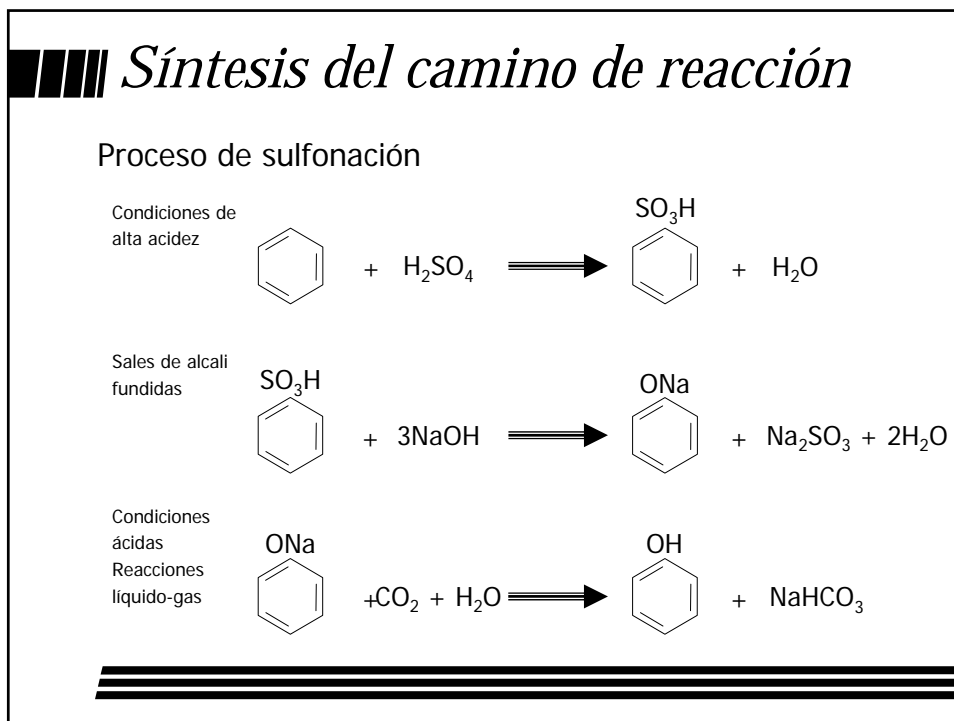 Síntesis del camino de reacción
Proceso de sulfonación
Condiciones de
alta acidez
SO₃H
+ H₂SO₄ + H₂O
Sales de alcali
fundidas
SO₃H ONa
+ 3NaOH + Na₂SO₃ + 2H₂O
Condiciones
ácidas
Reacciones
líquido-gas
ONa OH
+CO₂ + H₂O + NaHCO₃